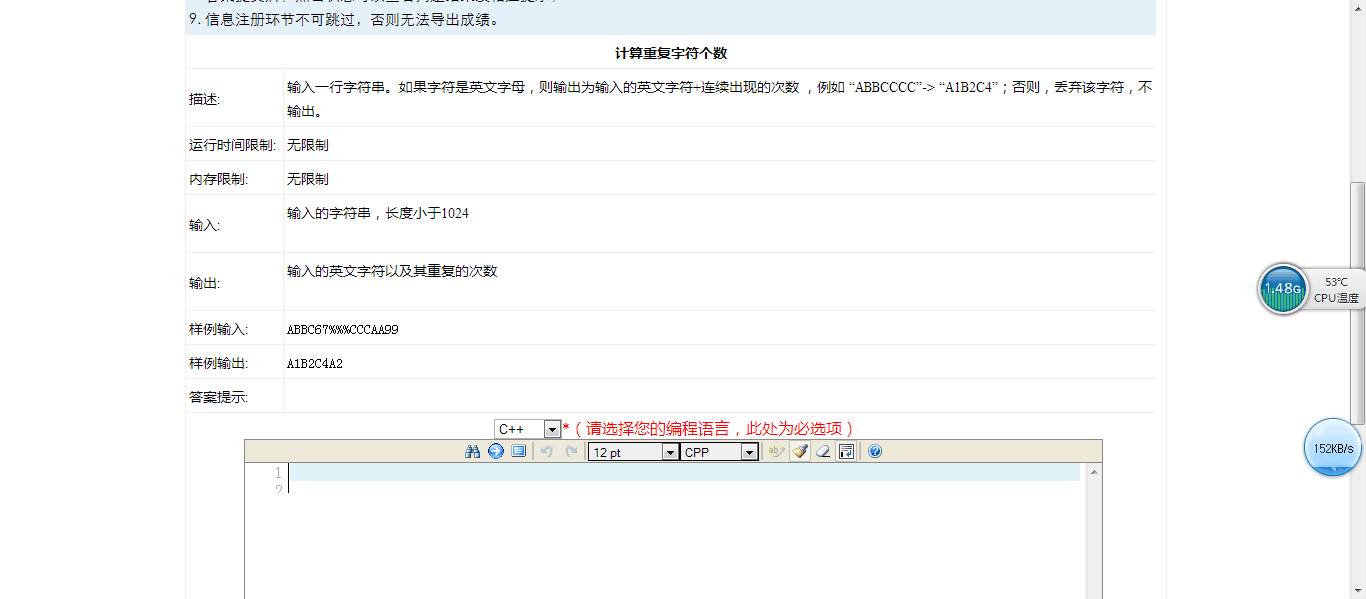 9. 信息注册环节不可跳过，否则无法导出成绩。
计算重复字符个数
描述:
输入一行字符串。如果字符是英文字母，则输出为输入的英文字符+连续出现的次数 ，例如 “ABBCCCC”-> “A1B2C4”；否则，丢弃该字符，不
输出。
运行时间限制: 无限制
内存限制: 无限制
输入: 输入的字符串，长度小于1024
输出: 输入的英文字符以及其重复的次数
样例输入: ABBC67%%%CCCAA99
样例输出: A1B2C4A2
答案提示:
C++ *（请选择您的编程语言，此处为必选项）
12 pt CPP
1
2
1.48G
53℃
CPU温度
152KB/s